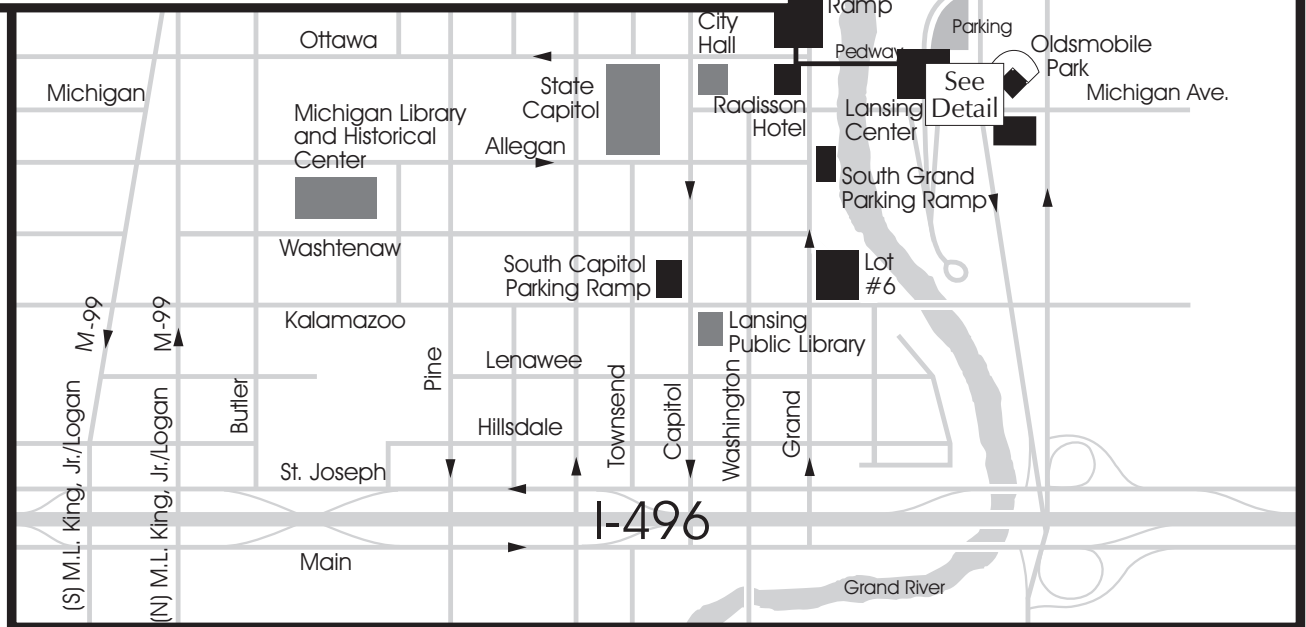 Ramp
City
Hall
Parking
Ottawa
Pedway
Oldsmobile
Park
Michigan
State
Capitol
See
Detail
Michigan Ave.
Michigan Library
and Historical
Center
Radisson
Hotel
Lansing
Center
Allegan
South Grand
Parking Ramp
Washtenaw
South Capitol
Parking Ramp
Lot
#6
M-99
M-99
Kalamazoo
Lansing
Public Library
Pine
Lenawee
Townsend
Capitol
Washington
Grand
Butler
Hillsdale
(S) M.L. King, Jr./Logan
(N) M.L. King, Jr./Logan
St. Joseph
I-496
Main
Grand River